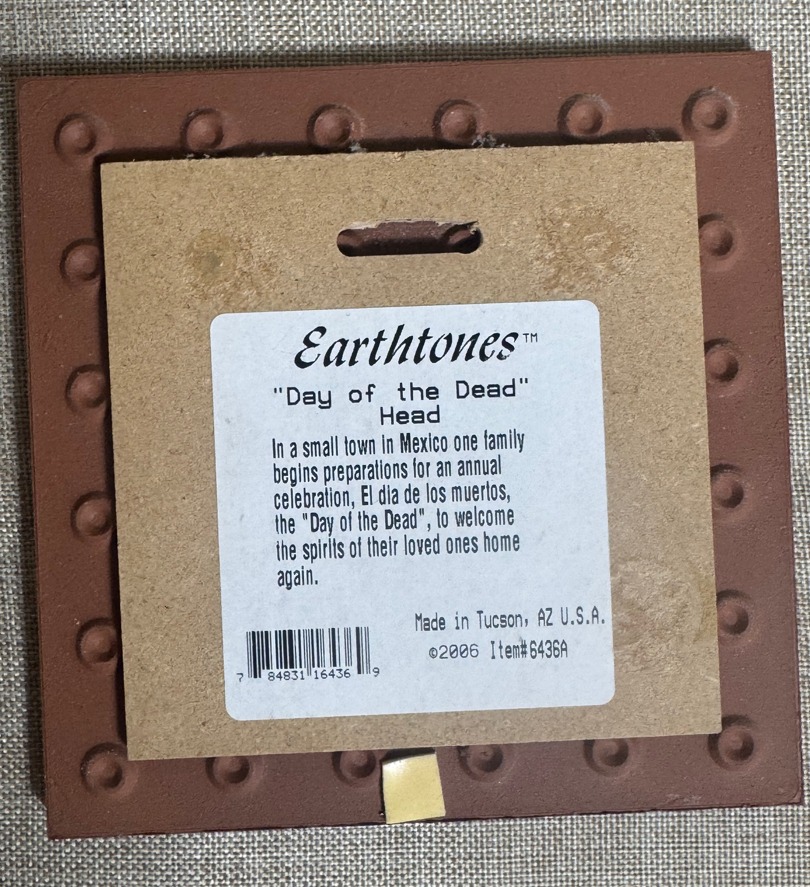 Earthtones™
"Day of the Dead"
Head
In a small town in Mexico one family
begins preparations for an annual
celebration, El dia de los muertos,
the "Day of the Dead", to welcome
the spirits of their loved ones home
again.
Made in Tucson, AZ U.S.A.
©2006 Item#6436A
7 84831 16436 9